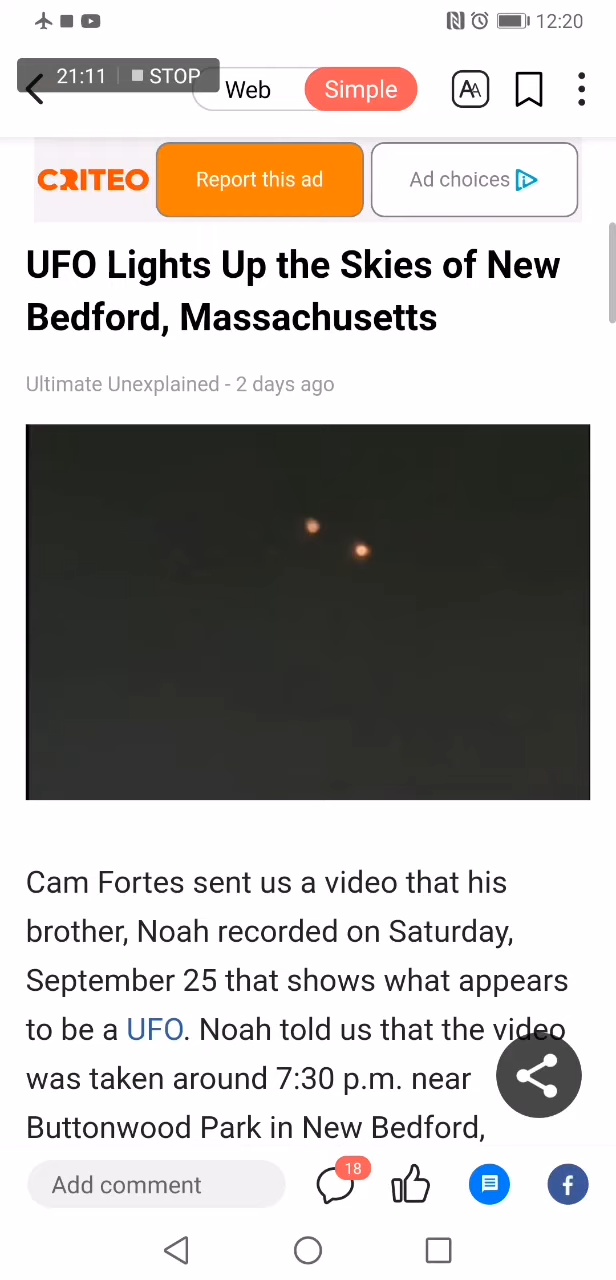 12:20
21:11
STOP
Web
Simple
AA
CRITEO
Report this ad
Ad choices
UFO Lights Up the Skies of New
Bedford, Massachusetts
Ultimate Unexplained - 2 days ago
Cam Fortes sent us a video that his
brother, Noah recorded on Saturday,
September 25 that shows what appears
to be a UFO. Noah told us that the video
was taken around 7:30 p.m. near
Buttonwood Park in New Bedford,
Add comment
18
f